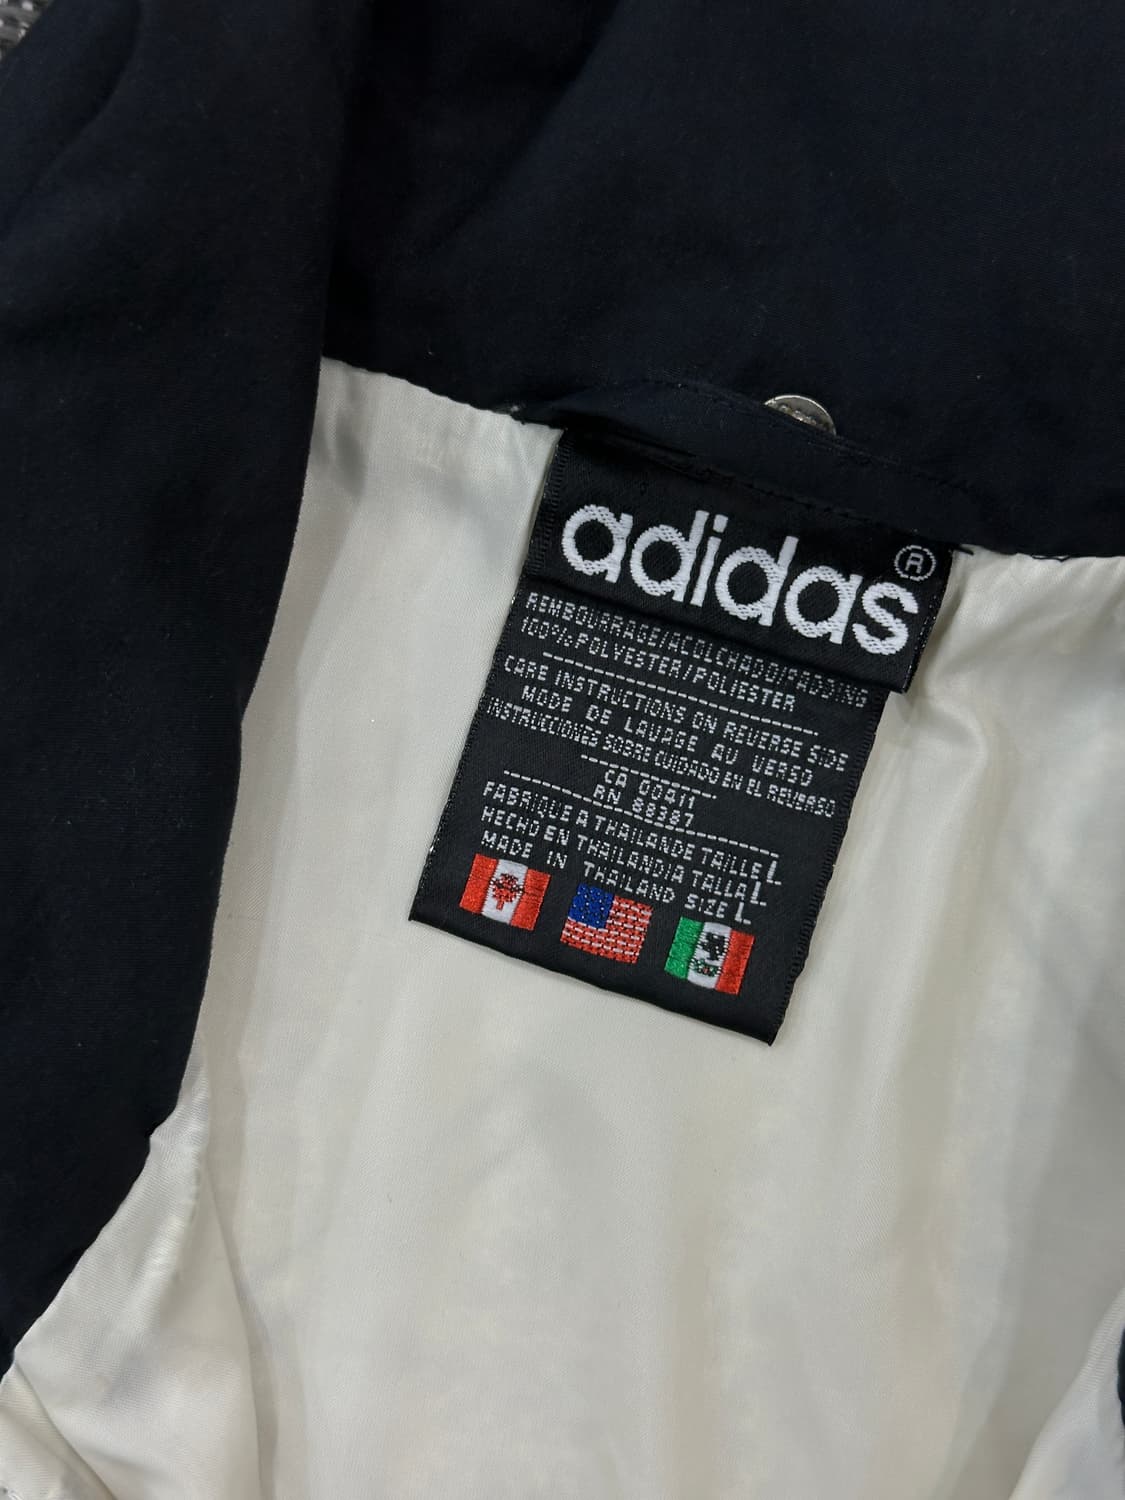 adidas®
REMBOURRAGE/ACOLCHADO/PADDING
100% POLYESTER/POLIESTER
CARE INSTRUCTIONS ON REVERSE SIDE
MODE DE LAVAGE AU VERSO
INSTRUCCIONES SOBRE CUIDADO EN EL REVERSO
CA 00411
RN 88387
FABRIQUE A THAILANDE TAILLE L
HECHO EN THAILANDIA TALLA L
MADE IN THAILAND SIZE L